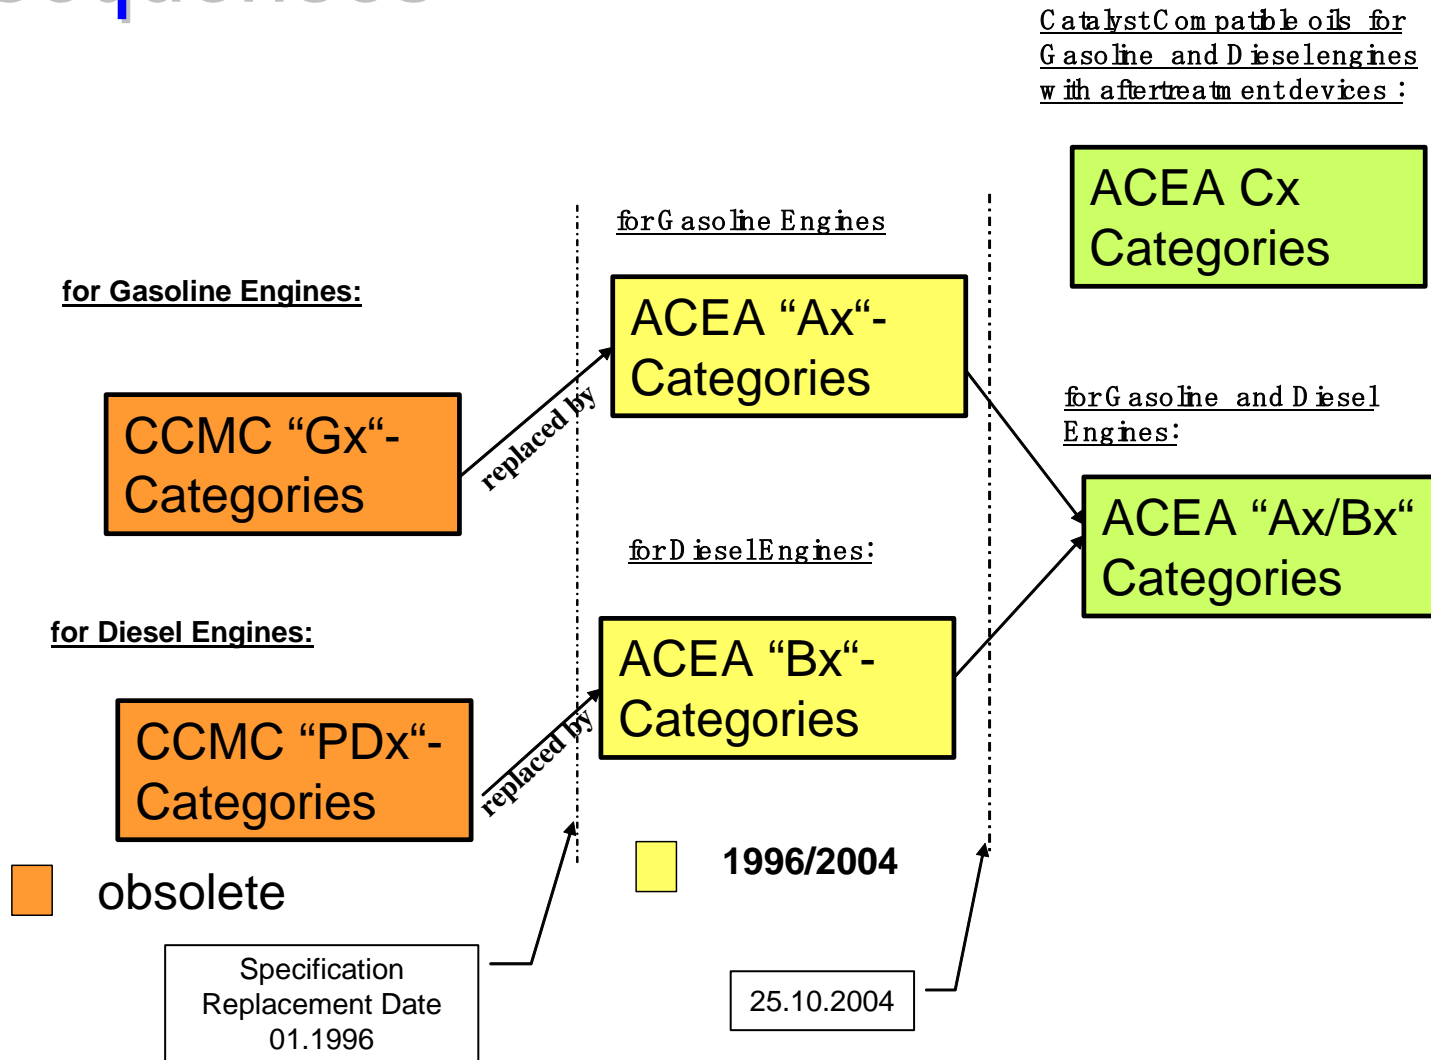 Catalyst Compatible oils for
Gasoline and Diesel engines
with aftertreatment devices:
ACEA Cx
Categories
for Gasoline Engines
for Gasoline Engines:
ACEA “Ax“-
Categories
for Gasoline and Diesel
Engines:
CCMC “Gx“-
Categories
replaced by
ACEA “Ax/Bx“
Categories
for Diesel Engines:
for Diesel Engines:
ACEA “Bx“-
Categories
CCMC “PDx“-
Categories
replaced by
obsolete
1996/2004
Specification
Replacement Date
01.1996
25.10.2004